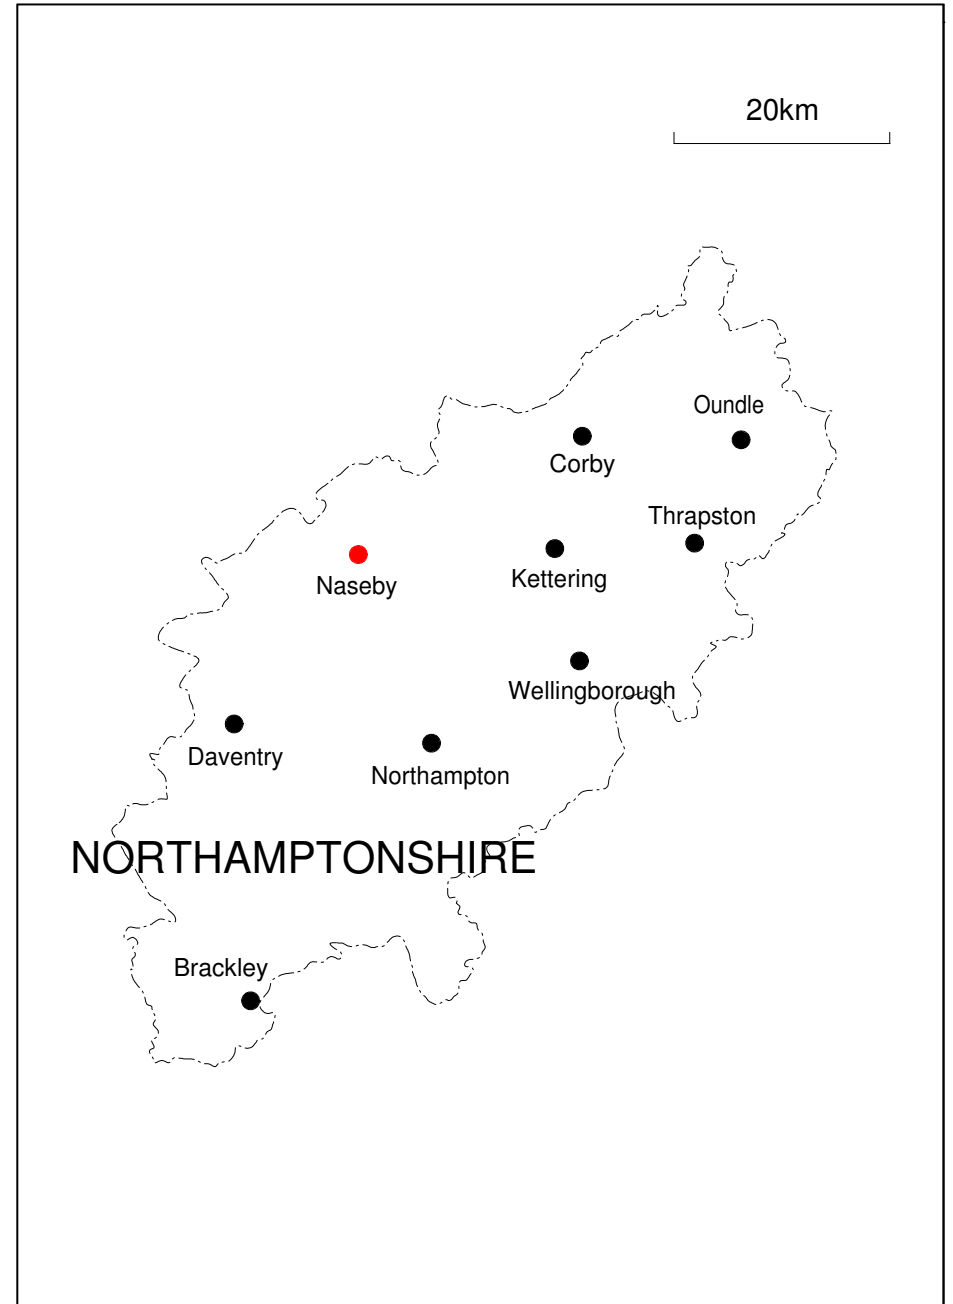 20km
Oundle
Corby
Thrapston
Naseby
Kettering
Wellingborough
Daventry
Northampton
NORTHAMPTONSHIRE
Brackley